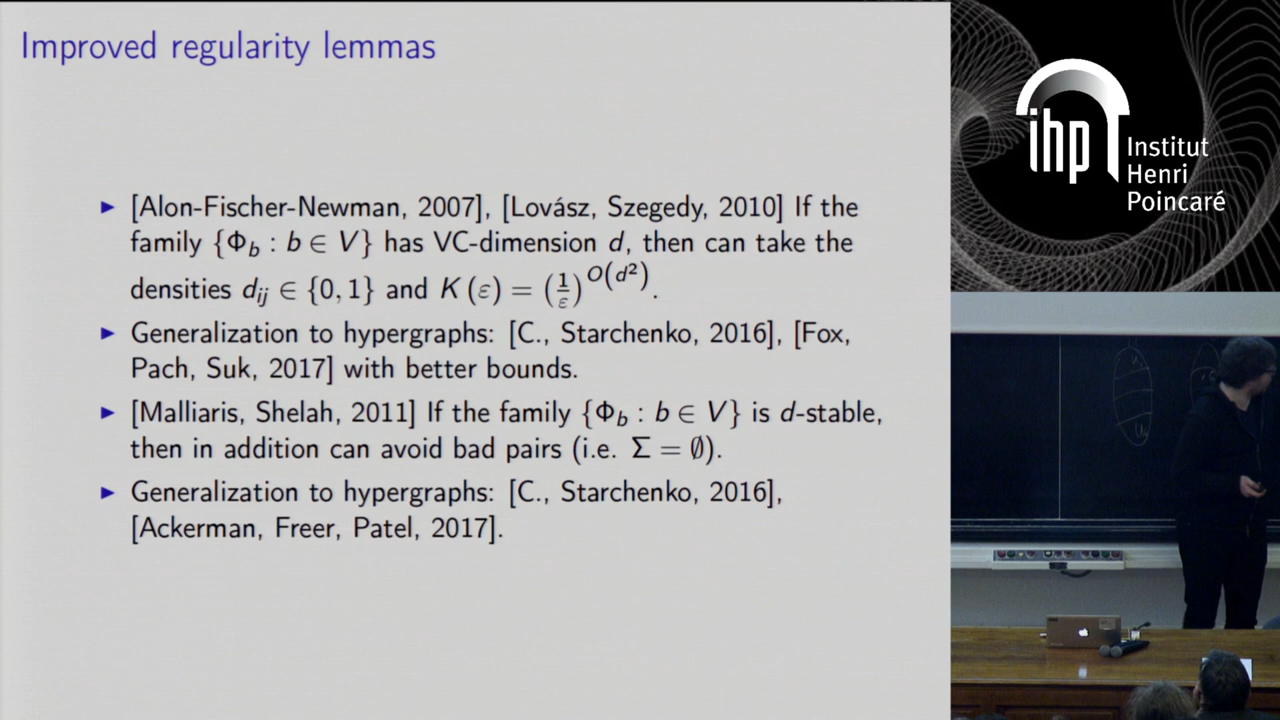 Improved regularity lemmas
► [Alon-Fischer-Newman, 2007], [Lovász, Szegedy, 2010] If the
family {Φ_b : b ∈ V} has VC-dimension d, then can take the
densities d_{ij} ∈ {0, 1} and K (ε) = (1/ε)^{O(d²)}.
► Generalization to hypergraphs: [C., Starchenko, 2016], [Fox,
Pach, Suk, 2017] with better bounds.
► [Malliaris, Shelah, 2011] If the family {Φ_b : b ∈ V} is d-stable,
then in addition can avoid bad pairs (i.e. Σ = ∅).
► Generalization to hypergraphs: [C., Starchenko, 2016],
[Ackerman, Freer, Patel, 2017].
ihp
Institut
Henri
Poincaré